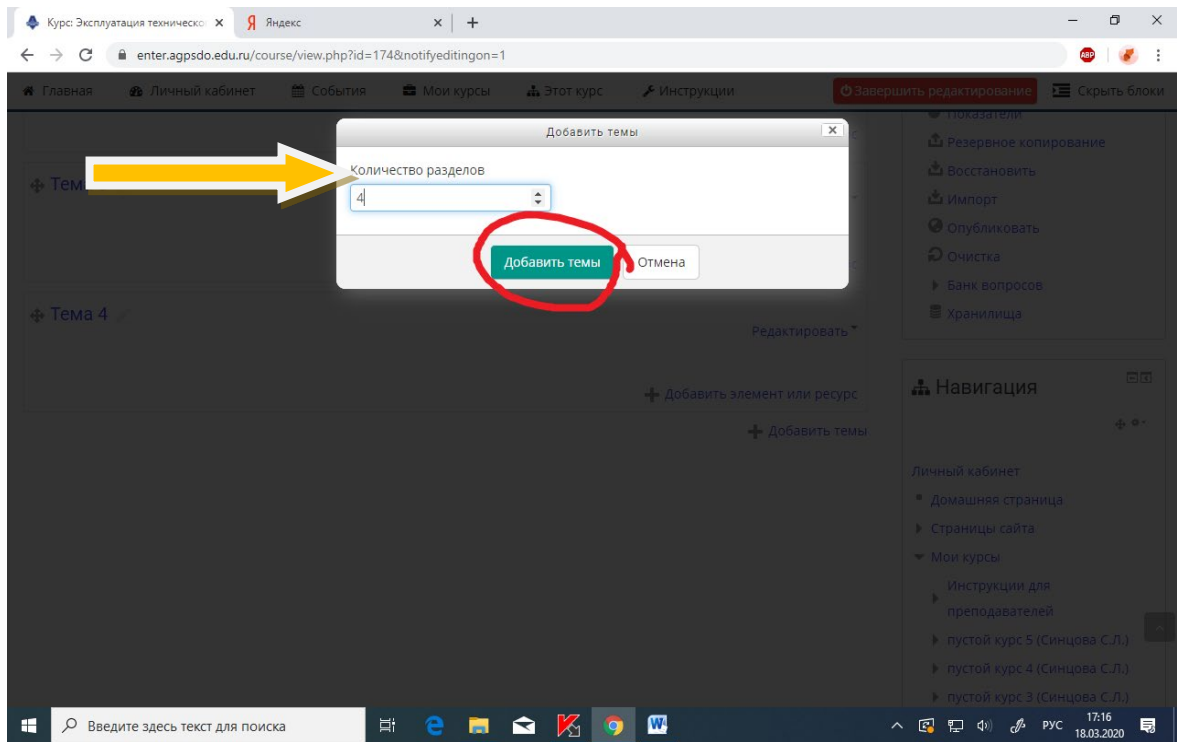 Курс: Эксплуатация техническо
Я Яндекс
enter.agpsdo.edu.ru/course/view.php?id=174&notifyeditingon=1
ABP
Главная Личный кабинет События Мои курсы Этот курс Инструкции Завершить редактирование Скрыть блоки
Добавить темы
Количество разделов
4
Добавить темы Отмена
Тем
Тема 4
Редактировать
Добавить элемент или ресурс
Добавить темы
Показатели
Резервное копирование
Восстановить
Импорт
Опубликовать
Очистка
Банк вопросов
Хранилища
Навигация
Личный кабинет
Домашняя страница
Страницы сайта
Мои курсы
Инструкции для
преподавателей
пустой курс 5 (Синцова С.Л.)
пустой курс 4 (Синцова С.Л.)
пустой курс 3 (Синцова С.Л.)
Введите здесь текст для поиска
РУС
17:16
18.03.2020